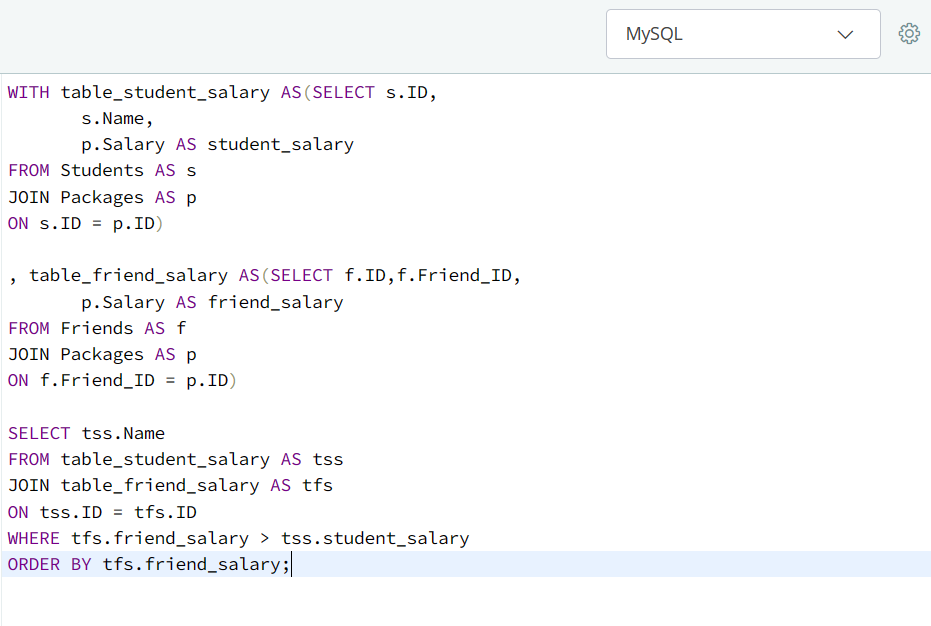 MySQL
WITH table_student_salary AS(SELECT s.ID,
s.Name,
p.Salary AS student_salary
FROM Students AS s
JOIN Packages AS p
ON s.ID = p.ID)
, table_friend_salary AS(SELECT f.ID,f.Friend_ID,
p.Salary AS friend_salary
FROM Friends AS f
JOIN Packages AS p
ON f.Friend_ID = p.ID)
SELECT tss.Name
FROM table_student_salary AS tss
JOIN table_friend_salary AS tfs
ON tss.ID = tfs.ID
WHERE tfs.friend_salary > tss.student_salary
ORDER BY tfs.friend_salary;